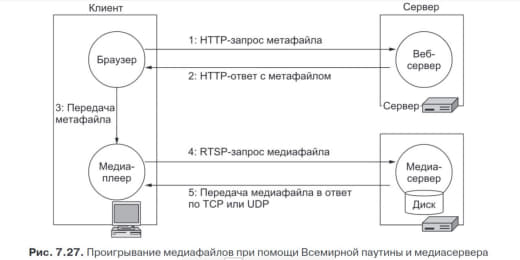 Клиент
Сервер
1: HTTP-запрос метафайла
Браузер
Веб-
сервер
2: HTTP-ответ с метафайлом
Сервер
3: Передача
метафайла
4: RTSP-запрос медиафайла
Медиа-
плеер
Медиа-
сервер
5: Передача медиафайла в ответ
по TCP или UDP
Диск
Рис. 7.27. Проигрывание медиафайлов при помощи Всемирной паутины и медиасервера